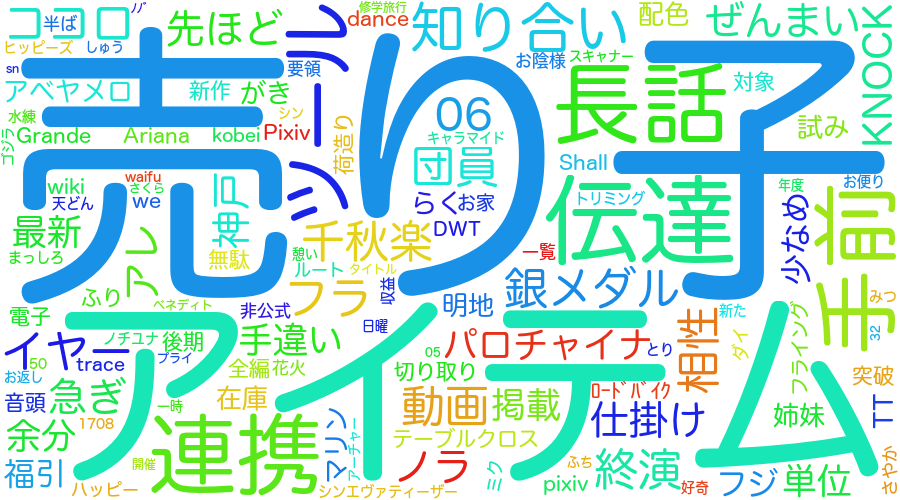 ココロ
半ば
ﾉﾊﾞ
先ほど
ツーリン
修学旅行
dance
知り合い
配色
ぜんまい
KNOCK
ヒッピーズ
しゅう
売り子
sn
要領
お陰様
スキャナー
アベヤメロ
新作
がき
06
長話
対象
水練
シン
Grande
Ariana
kobei
Pixiv
荷造り
キャラマイド
試み
ゴジラ
団員
Shall
wiki
waifu
さくら
we
天どん
らく
お家
伝達
トリミング
年度
お便り
最新
アレ
神戸
千秋楽
DWT
一覧
少なめ
手前
まっしろ
無駄
憩い
ルート
タイトル
収益
銀メダル
ふり
ベネディト
フラ
明地
新た
みつ
電子
非公式
日曜
アイテム
イヤー
ノチユナ
後期
手違い
パロチャイナ
とり
相性
ダイ
フライング
32
50
trace
プライ
全編
花火
05
切り取り
お返し
急ぎ
在庫
ﾛｰﾄﾞﾊﾞｲｸ
突破
音頭
一時
動画
掲載
仕掛け
姉妹
TT
1708
連携
マリン
余分
テーブルクロス
アーチャー
福引
開催
ノラ
ミク
ふち
終演
さやか
ハッピー
シンエヴァティーザー
pixiv
好奇
フジ
単位